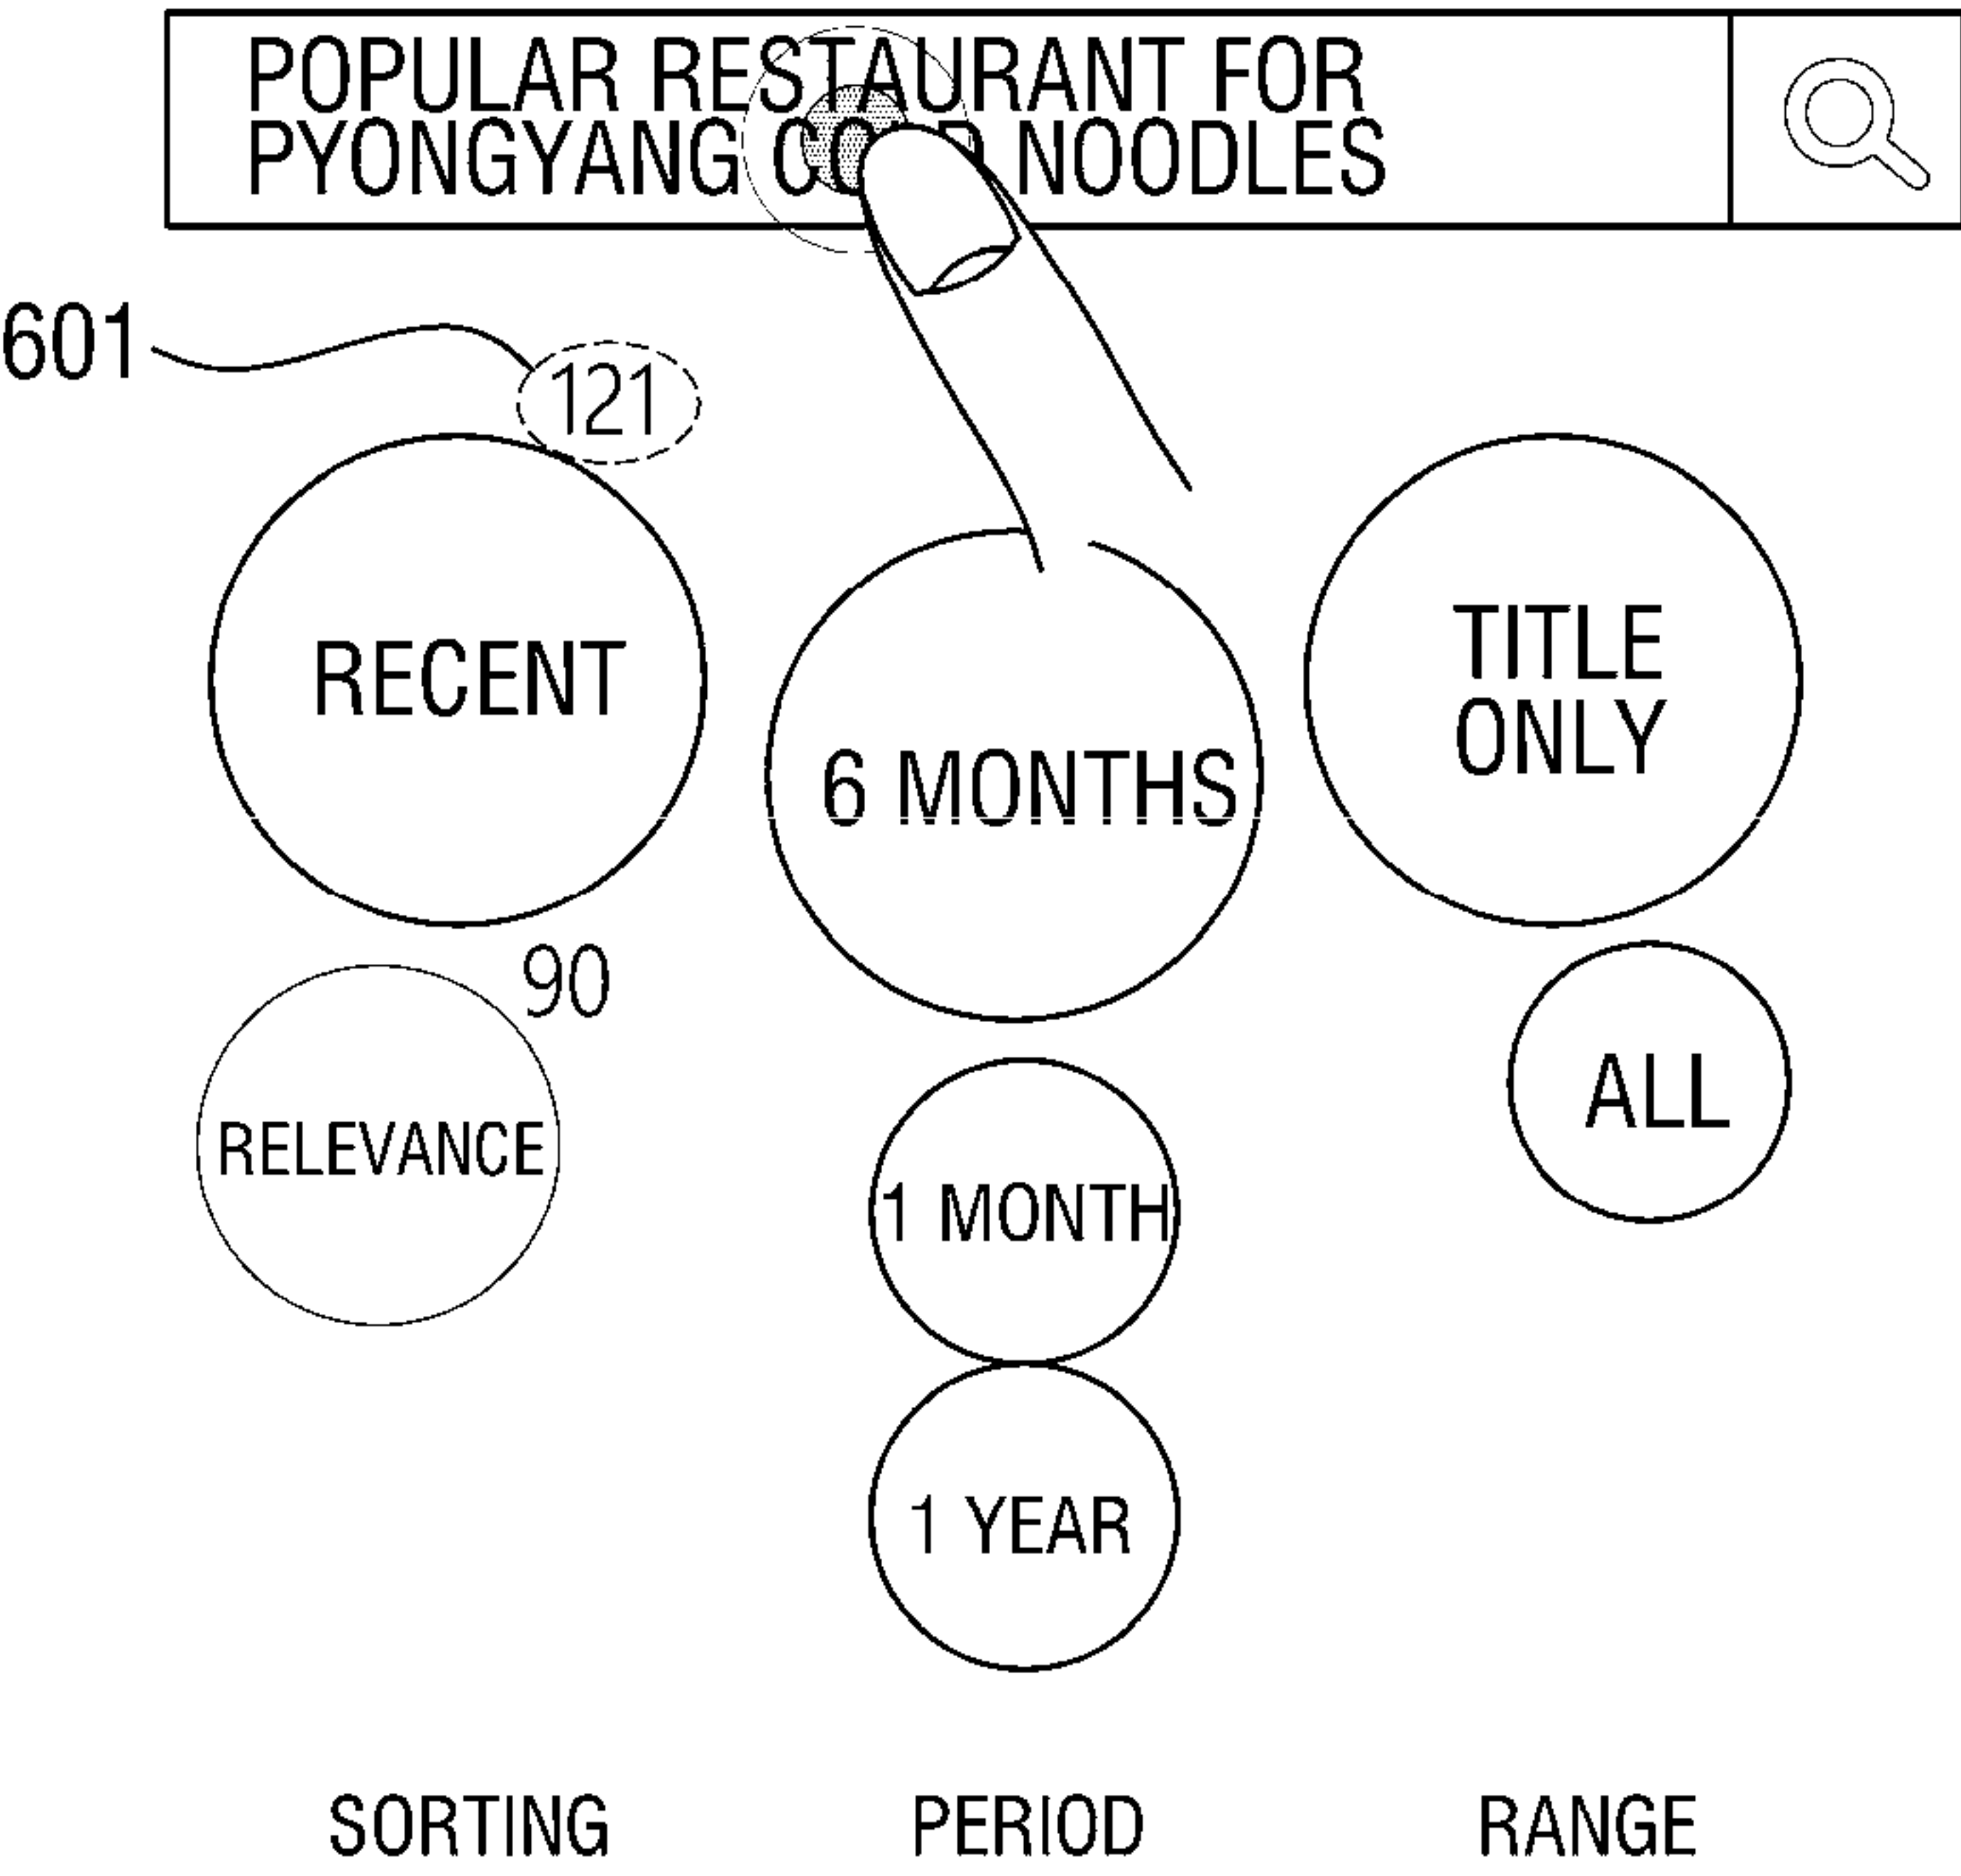 POPULAR RESTAURANT FOR
PYONGYANG COLD NOODLES
601
121
RECENT
6 MONTHS
TITLE
ONLY
90
RELEVANCE
1 MONTH
ALL
1 YEAR
SORTING
PERIOD
RANGE